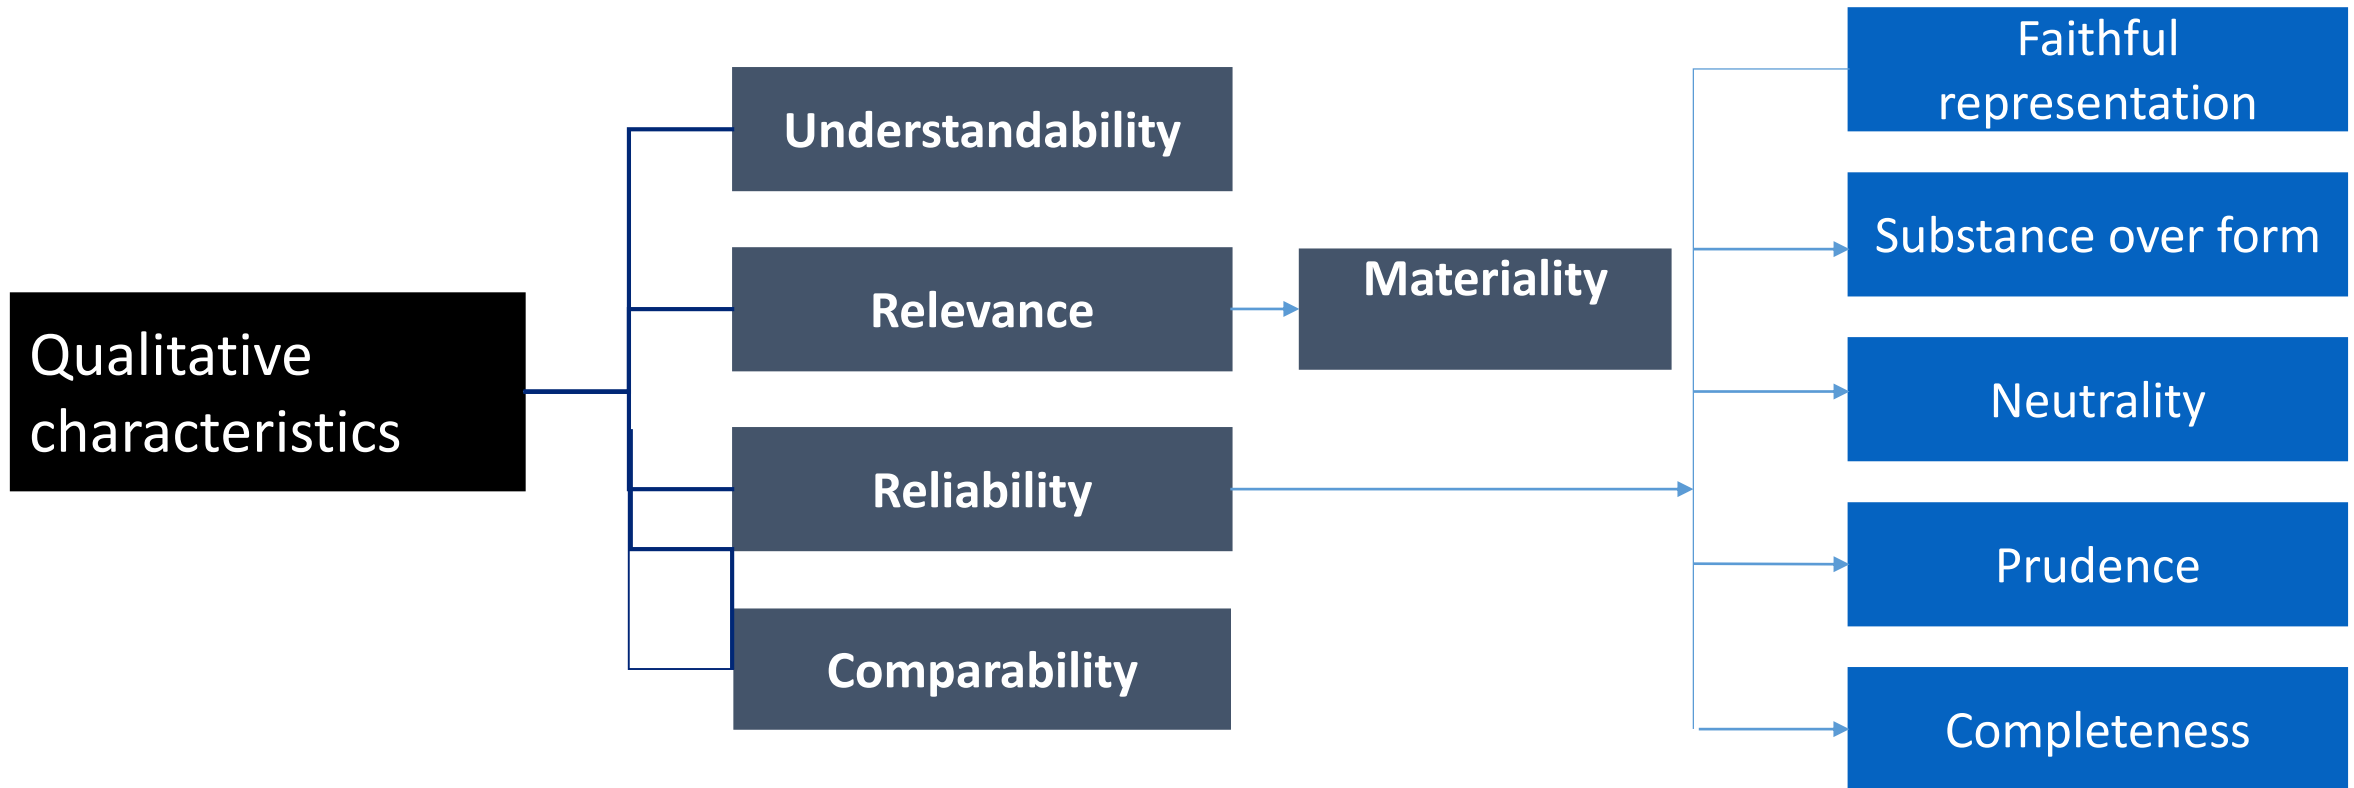 Qualitative
characteristics
Understandability
Relevance
Reliability
Comparability
Materiality
Faithful
representation
Substance over form
Neutrality
Prudence
Completeness